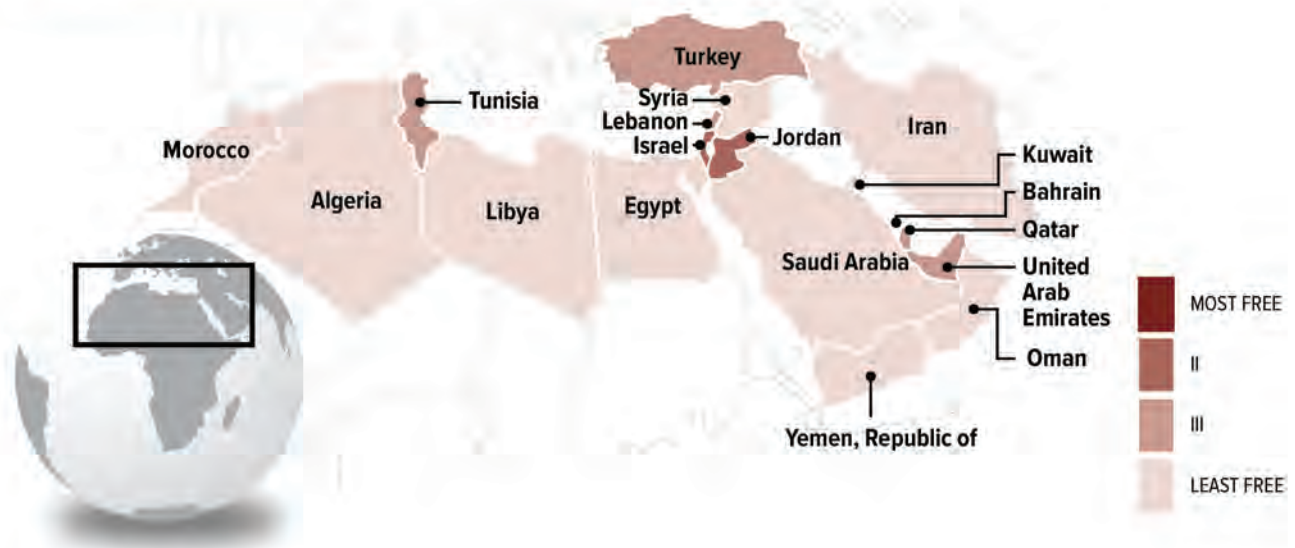 Turkey
Tunisia
Syria
Lebanon
Israel
Jordan
Iran
Morocco
Kuwait
Bahrain
Algeria
Libya
Egypt
Qatar
Saudi Arabia
United
Arab
Emirates
Oman
Yemen, Republic of
MOST FREE
II
III
LEAST FREE